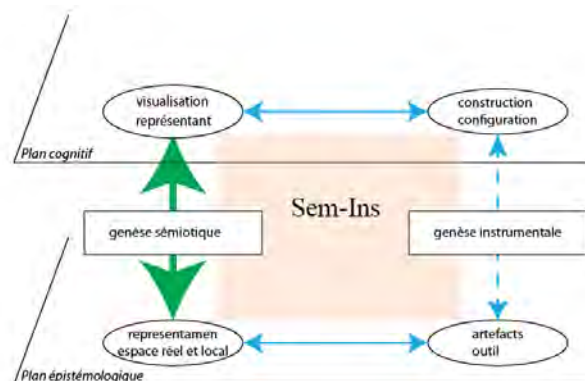 visualisation
représentant
construction
configuration
Plan cognitif
Sem-Ins
genèse sémiotique
genèse instrumentale
representamen
espace réel et local
artefacts
outil
Plan épistémologique